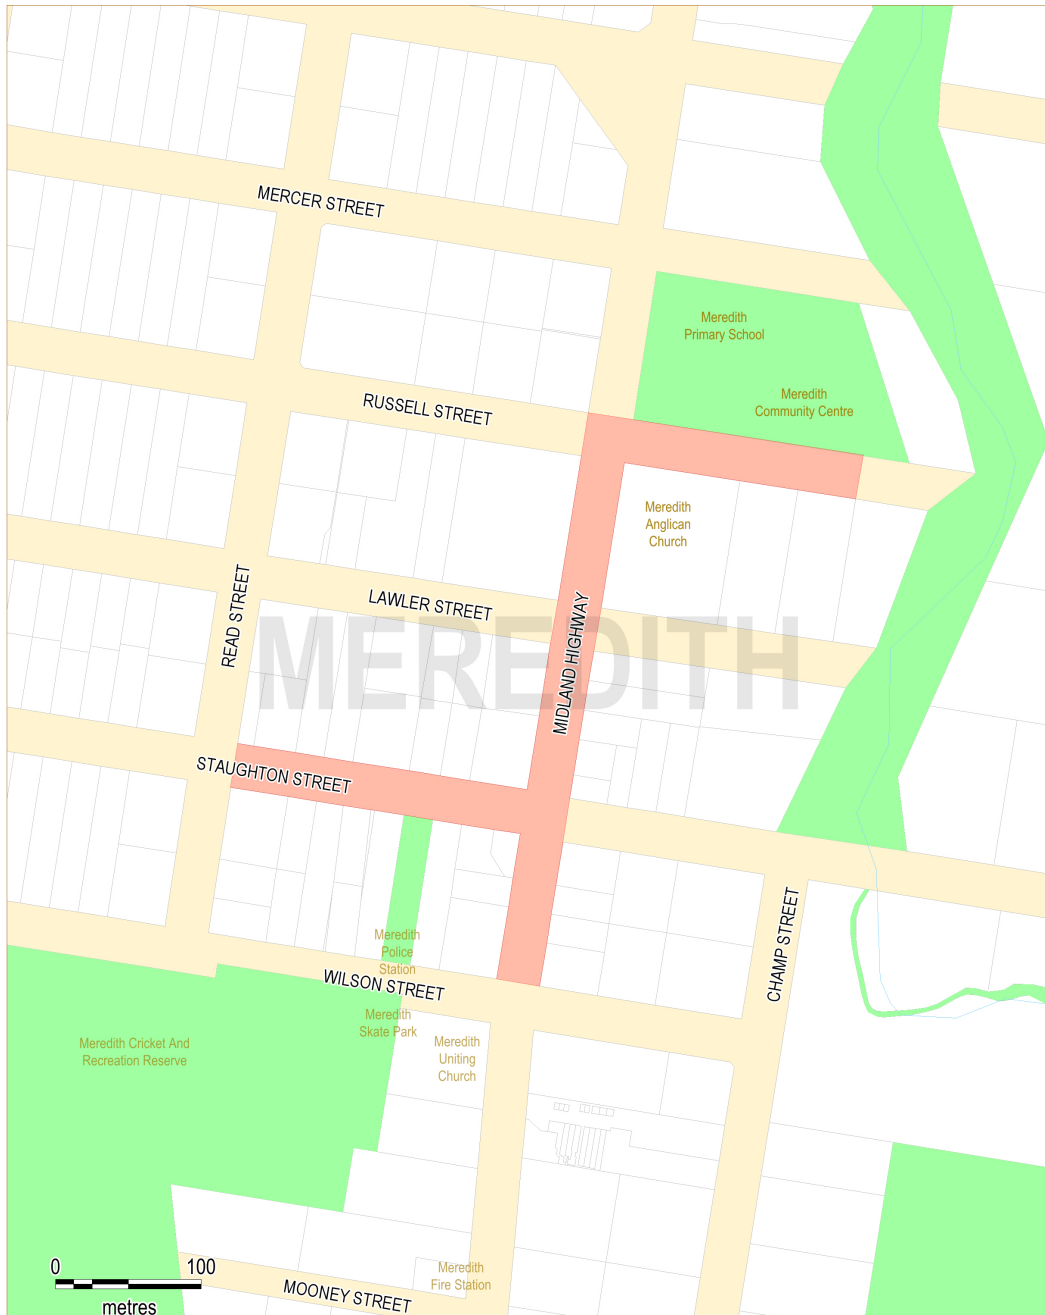 MERCER STREET
Meredith
Primary School
Meredith
Community Centre
RUSSELL STREET
Meredith
Anglican
Church
READ STREET
LAWLER STREET
MIDLAND HIGHWAY
MEREDITH
STAUGHTON STREET
CHAMP STREET
Meredith
Police
Station
WILSON STREET
Meredith
Skate Park
Meredith Cricket And
Recreation Reserve
Meredith
Uniting
Church
0 100
metres
Meredith
Fire Station
MOONEY STREET